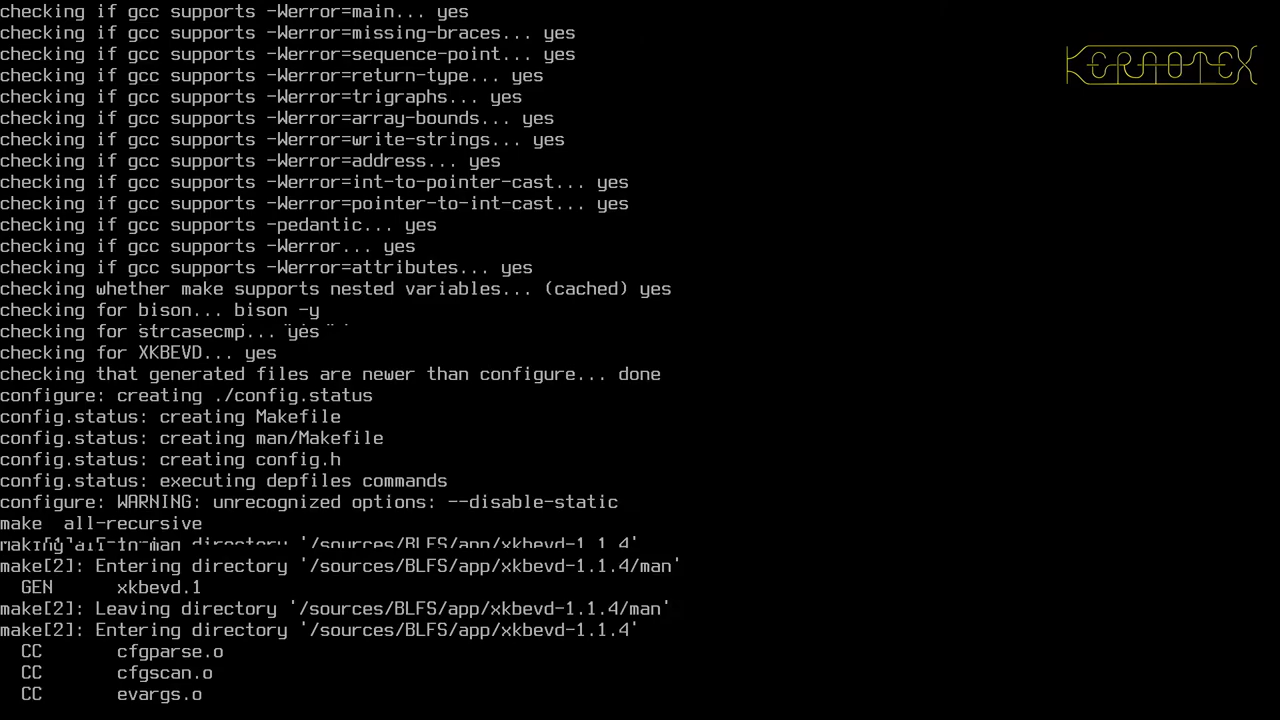 checking if gcc supports -Werror=main... yes
checking if gcc supports -Werror=missing-braces... yes
checking if gcc supports -Werror=sequence-point... yes
checking if gcc supports -Werror=return-type... yes
checking if gcc supports -Werror=trigraphs... yes
checking if gcc supports -Werror=array-bounds... yes
checking if gcc supports -Werror=write-strings... yes
checking if gcc supports -Werror=address... yes
checking if gcc supports -Werror=int-to-pointer-cast... yes
checking if gcc supports -Werror=pointer-to-int-cast... yes
checking if gcc supports -pedantic... yes
checking if gcc supports -Werror... yes
checking if gcc supports -Werror=attributes... yes
checking whether make supports nested variables... (cached) yes
checking for bison... bison -y
checking for strcasecmp... yes
checking for XKBEVD... yes
checking that generated files are newer than configure... done
configure: creating ./config.status
config.status: creating Makefile
config.status: creating man/Makefile
config.status: creating config.h
config.status: executing depfiles commands
configure: WARNING: unrecognized options: --disable-static
make  all-recursive
directory '/sources/BLFS/app/xkbevd-1.1.4'
make[2]: Entering directory '/sources/BLFS/app/xkbevd-1.1.4/man'
  GEN      xkbevd.1
make[2]: Leaving directory '/sources/BLFS/app/xkbevd-1.1.4/man'
make[2]: Entering directory '/sources/BLFS/app/xkbevd-1.1.4'
  CC       cfgparse.o
  CC       cfgscan.o
  CC       evargs.o
KERNOTEX